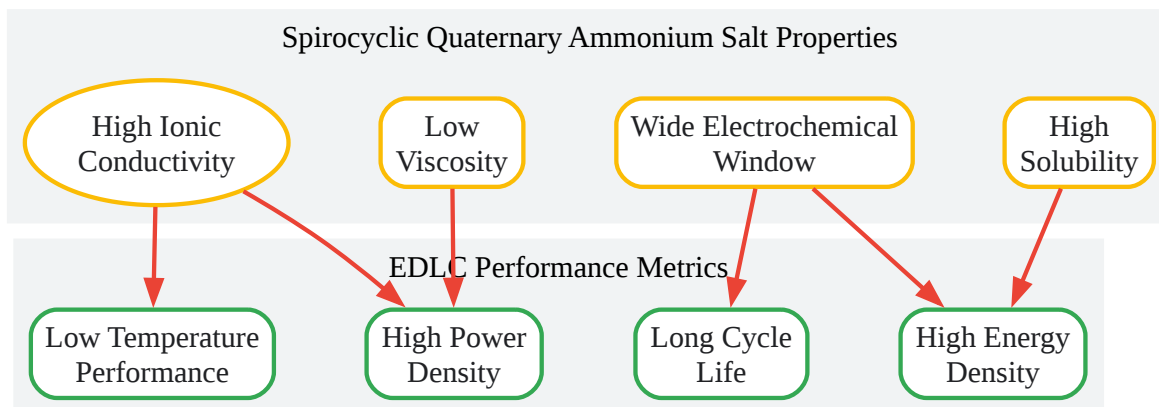 Spirocyclic Quaternary Ammonium Salt Properties
High Ionic
Conductivity
Low
Viscosity
Wide Electrochemical
Window
High
Solubility
EDLC Performance Metrics
Low Temperature
Performance
High Power
Density
Long Cycle
Life
High Energy
Density